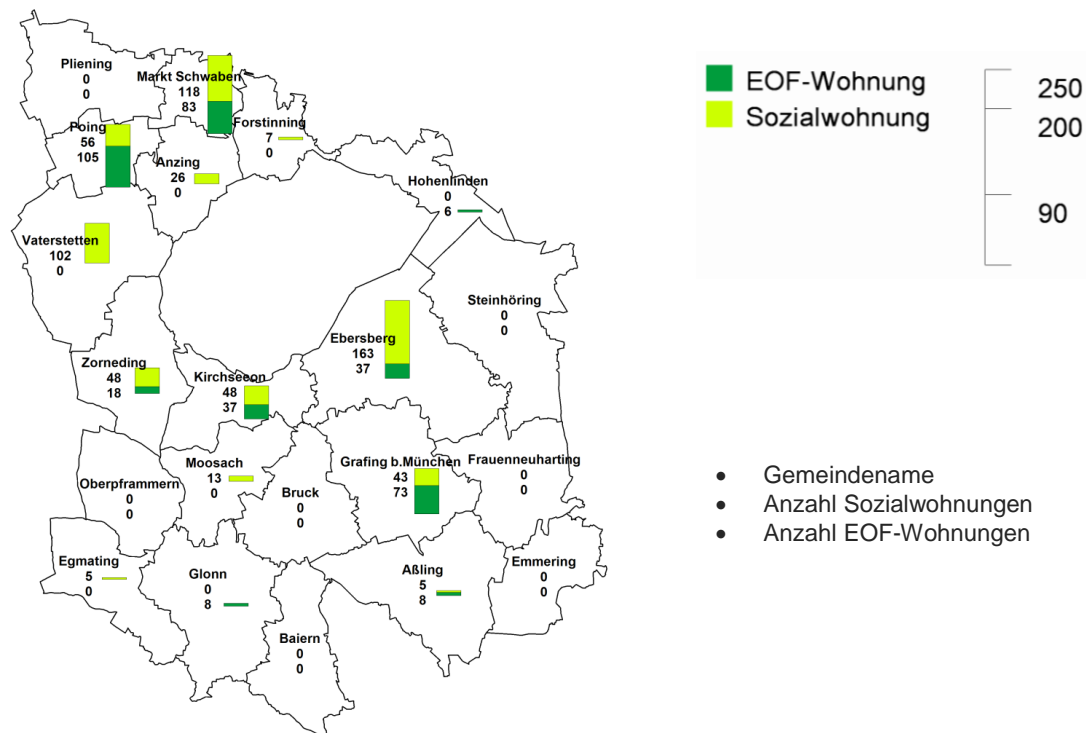 Pliening
0
0
Markt Schwaben
118
83
Forstinning
7
0
Poing
56
105
Anzing
26
0
Hohenlinden
0
6
Vaterstetten
102
0
Steinhöring
0
0
Ebersberg
163
37
Zorneding
48
18
Kirchseeon
48
37
Moosach
13
0
Grafing b.München
43
73
Frauenneuharting
0
0
Oberpframmern
0
0
Bruck
0
0
Egmating
5
0
Glonn
0
8
Aßling
5
8
Emmering
0
0
Baiern
0
0
EOF-Wohnung
Sozialwohnung
250
200
90
• Gemeindename
• Anzahl Sozialwohnungen
• Anzahl EOF-Wohnungen